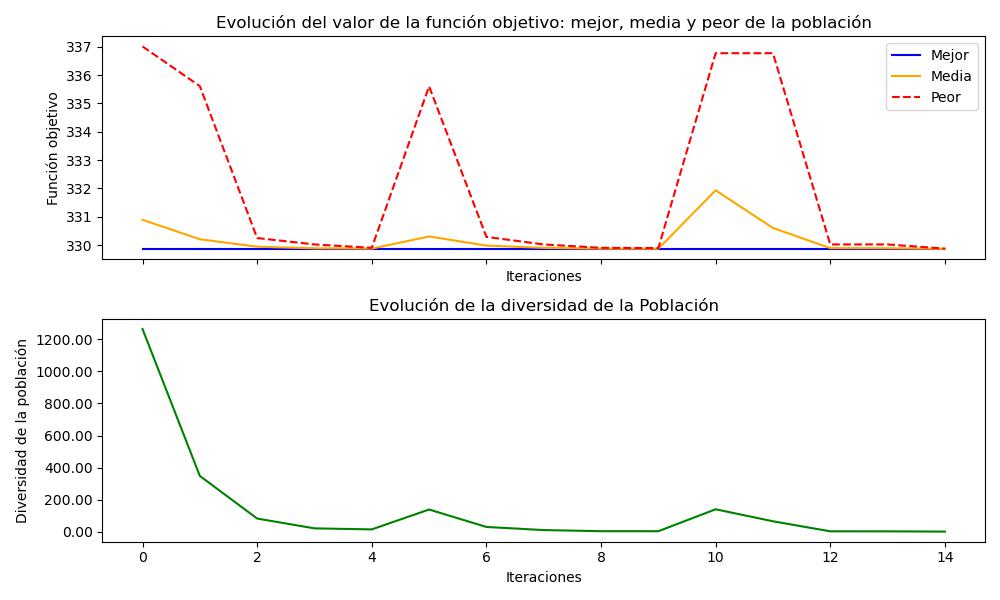 Evolución del valor de la función objetivo: mejor, media y peor de la población
Función objetivo
337
336
335
334
333
332
331
330
Mejor
Media
Peor
Iteraciones
Evolución de la diversidad de la Población
Diversidad de la población
1200.00
1000.00
800.00
600.00
400.00
200.00
0.00
0 2 4 6 8 10 12 14
Iteraciones